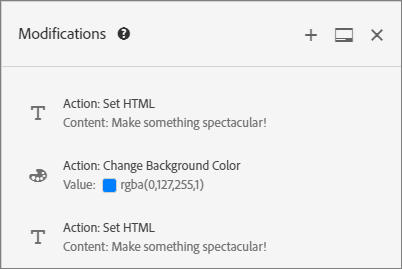 Modifications ?
Action: Set HTML
Content: Make something spectacular!
Action: Change Background Color
Value: rgba(0,127,255,1)
Action: Set HTML
Content: Make something spectacular!